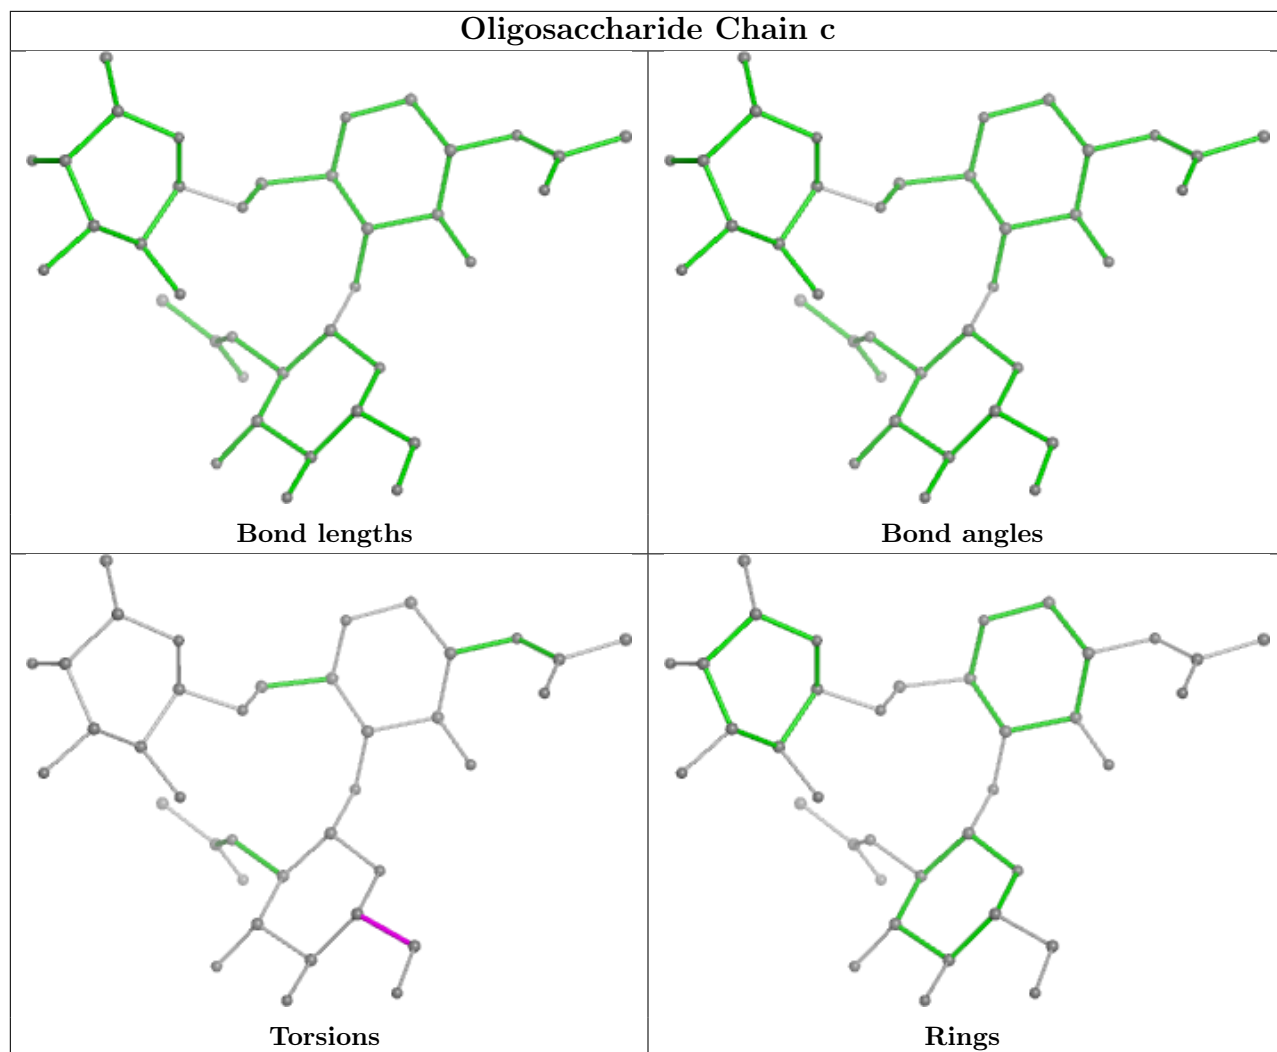 Oligosaccharide Chain c
Bond lengths
Bond angles
Torsions
Rings